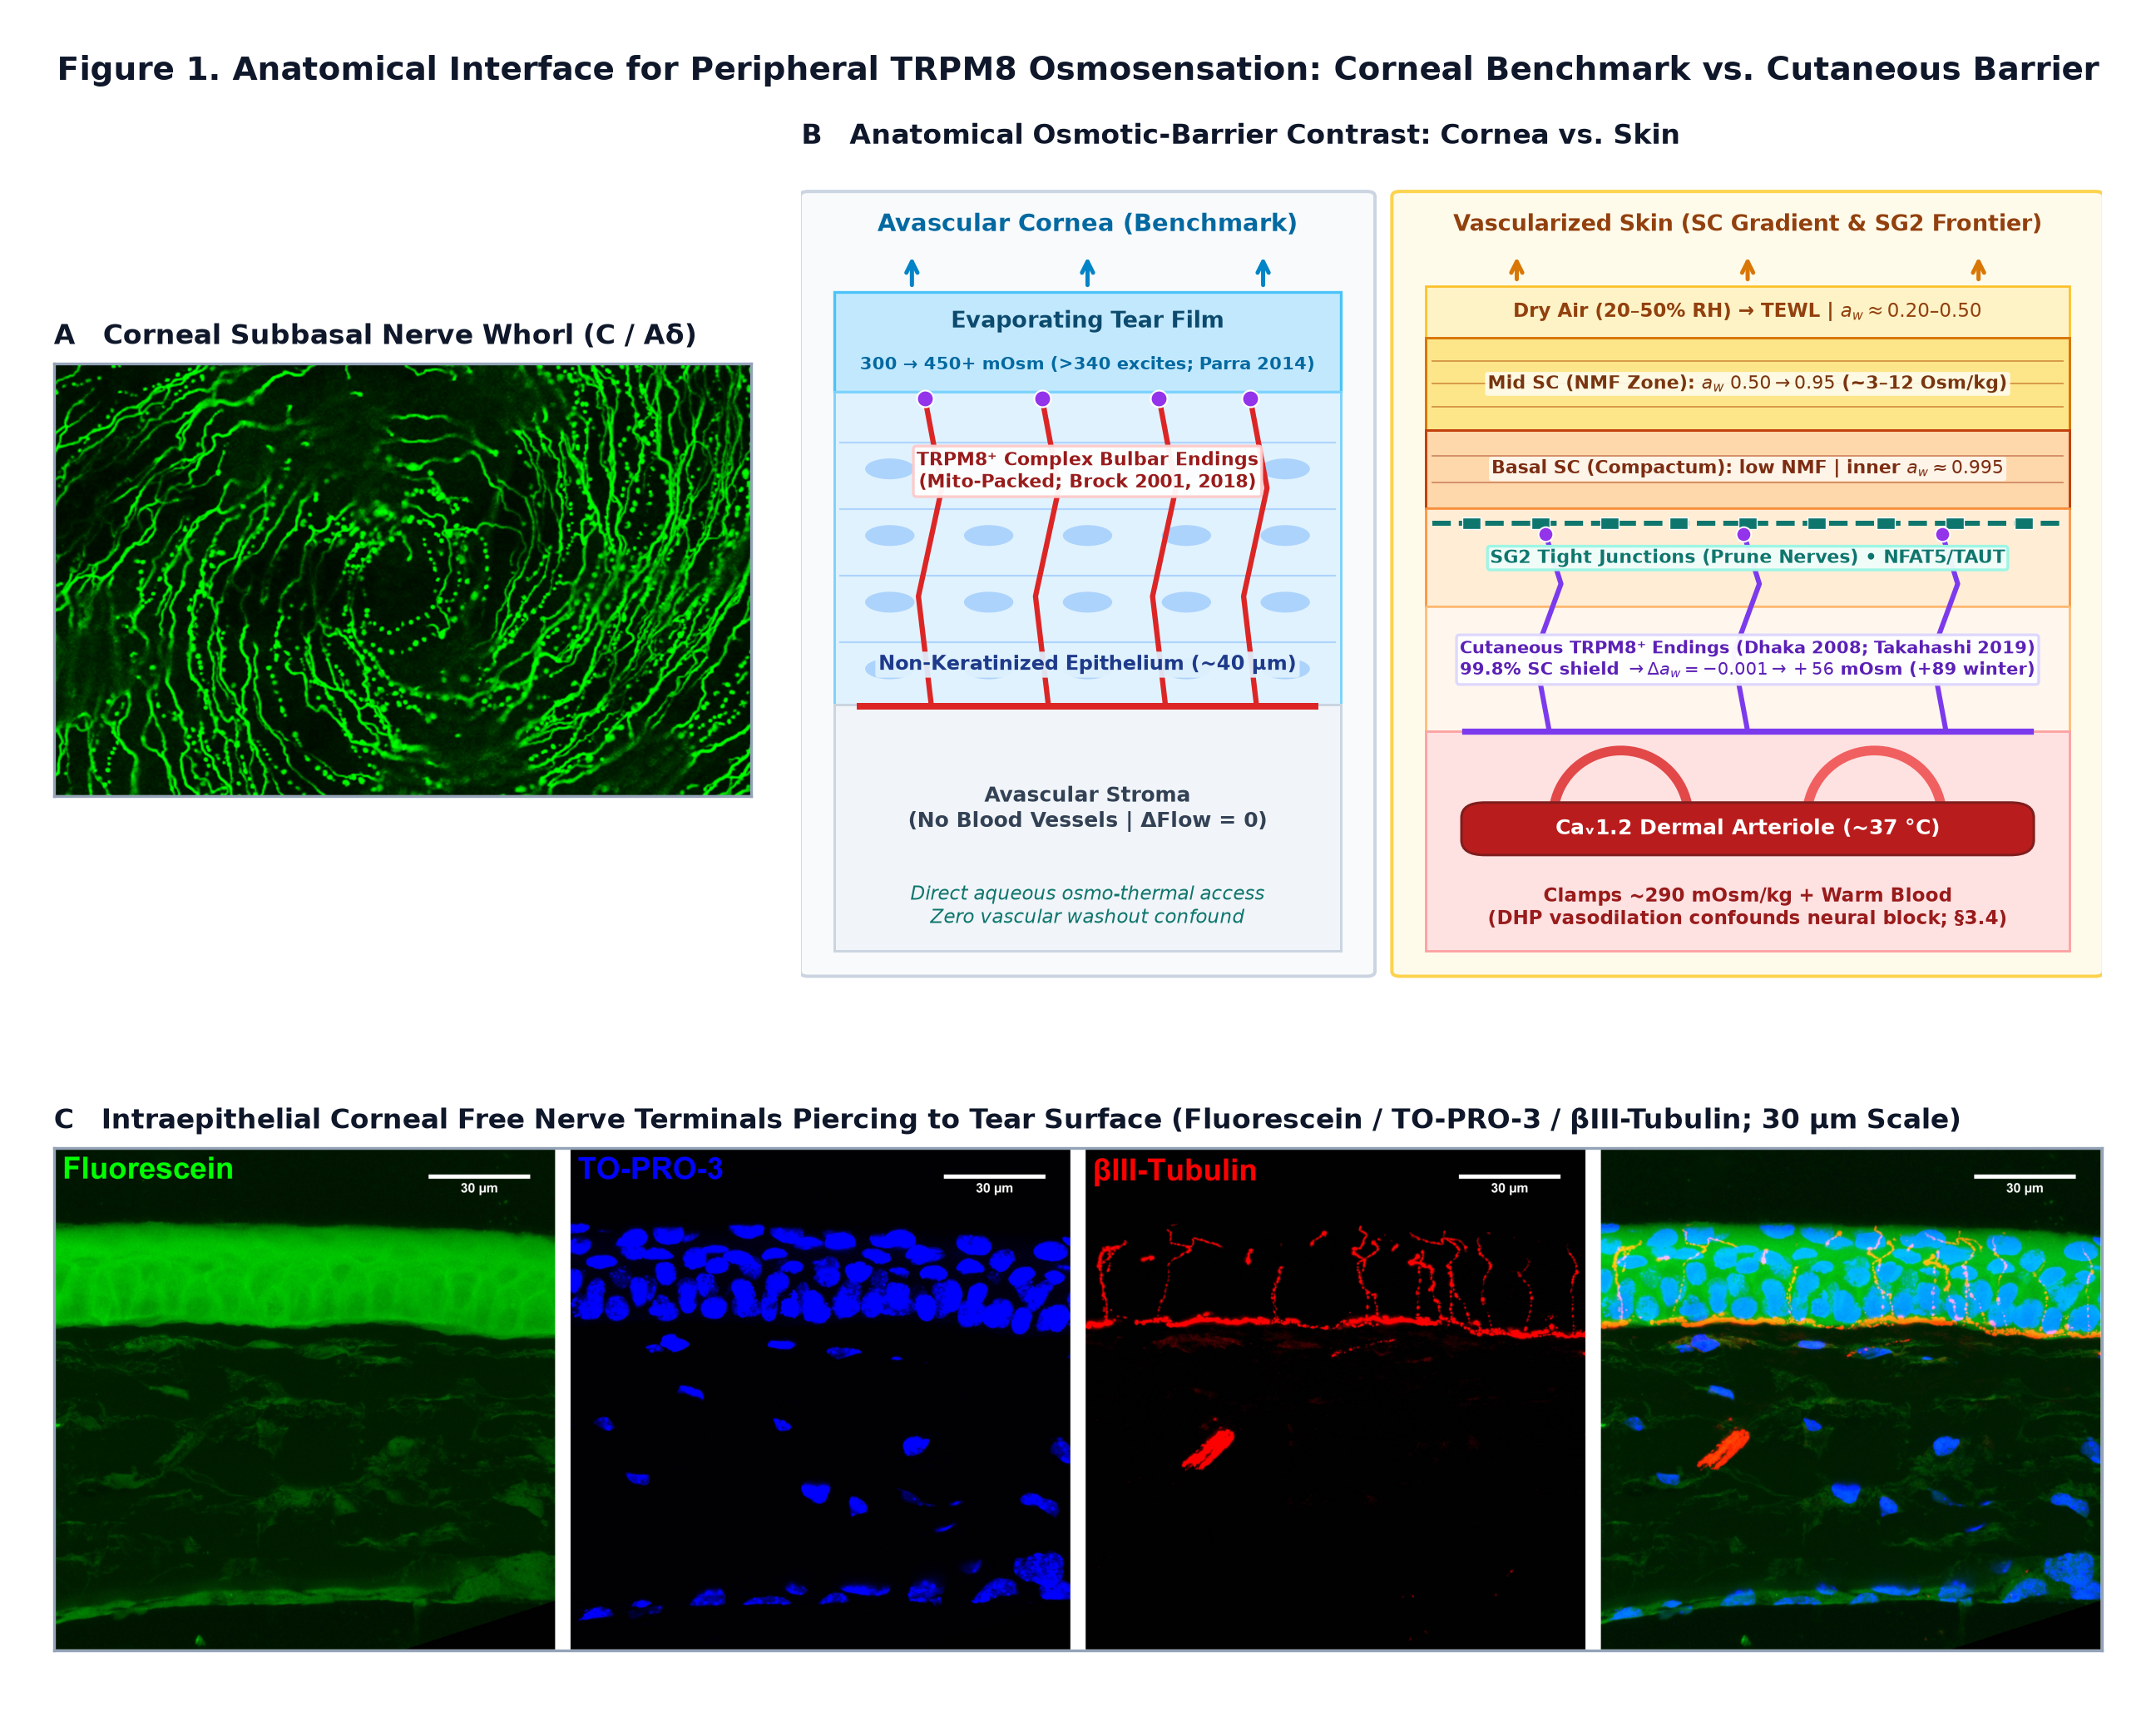 Figure 1. Anatomical Interface for Peripheral TRPM8 Osmosensation: Corneal Benchmark vs. Cutaneous Barrier
A Corneal Subbasal Nerve Whorl (C / Aδ)
B Anatomical Osmotic-Barrier Contrast: Cornea vs. Skin
Avascular Cornea (Benchmark)
Evaporating Tear Film
300 → 450+ mOsm (>340 excites; Parra 2014)
TRPM8⁺ Complex Bulbar Endings
(Mito-Packed; Brock 2001, 2018)
Non-Keratinized Epithelium (~40 μm)
Avascular Stroma
(No Blood Vessels | ΔFlow = 0)
Direct aqueous osmo-thermal access
Zero vascular washout confound
Vascularized Skin (SC Gradient & SG2 Frontier)
Dry Air (20–50% RH) → TEWL | a_w ≈ 0.20–0.50
Mid SC (NMF Zone): a_w 0.50 → 0.95 (~3–12 Osm/kg)
Basal SC (Compactum): low NMF | inner a_w ≈ 0.995
SG2 Tight Junctions (Prune Nerves) • NFAT5/TAUT
Cutaneous TRPM8⁺ Endings (Dhaka 2008; Takahashi 2019)
99.8% SC shield → Δa_w = −0.001 → +56 mOsm (+89 winter)
Caᵥ1.2 Dermal Arteriole (~37 °C)
Clamps ~290 mOsm/kg + Warm Blood
(DHP vasodilation confounds neural block; §3.4)
C Intraepithelial Corneal Free Nerve Terminals Piercing to Tear Surface (Fluorescein / TO-PRO-3 / βIII-Tubulin; 30 μm Scale)
Fluorescein
30 μm
TO-PRO-3
30 μm
βIII-Tubulin
30 μm
30 μm